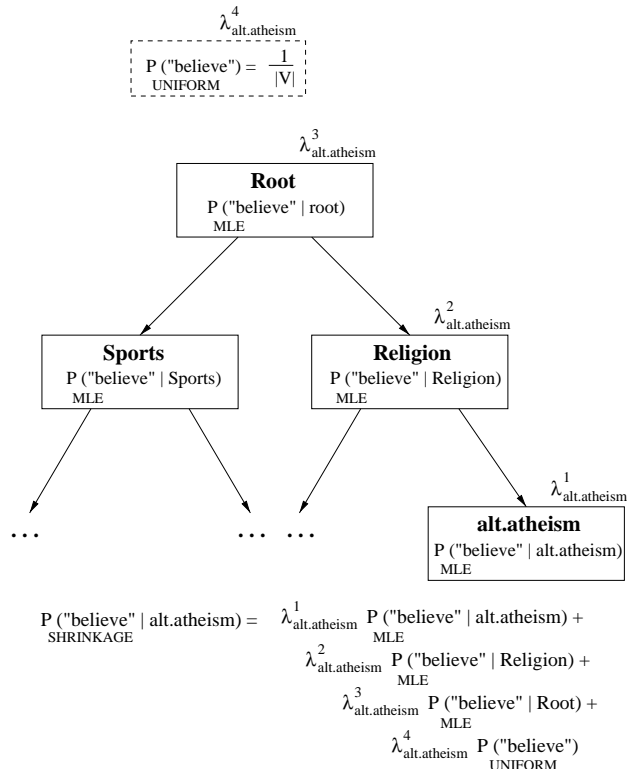 λ⁴alt.atheism
P ("believe") = 1/|V|
UNIFORM
λ³alt.atheism
Root
P ("believe" | root)
MLE
λ²alt.atheism
Sports
P ("believe" | Sports)
MLE
Religion
P ("believe" | Religion)
MLE
λ¹alt.atheism
... ... ...
alt.atheism
P ("believe" | alt.atheism)
MLE
P ("believe" | alt.atheism) = λ¹alt.atheism P ("believe" | alt.atheism) +
SHRINKAGE MLE
λ²alt.atheism P ("believe" | Religion) +
MLE
λ³alt.atheism P ("believe" | Root) +
MLE
λ⁴alt.atheism P ("believe")
UNIFORM